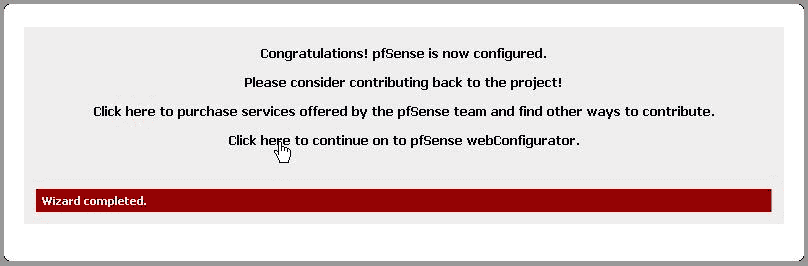 Congratulations! pfSense is now configured.
Please consider contributing back to the project!
Click here to purchase services offered by the pfSense team and find other ways to contribute.
Click here to continue on to pfSense webConfigurator.
Wizard completed.